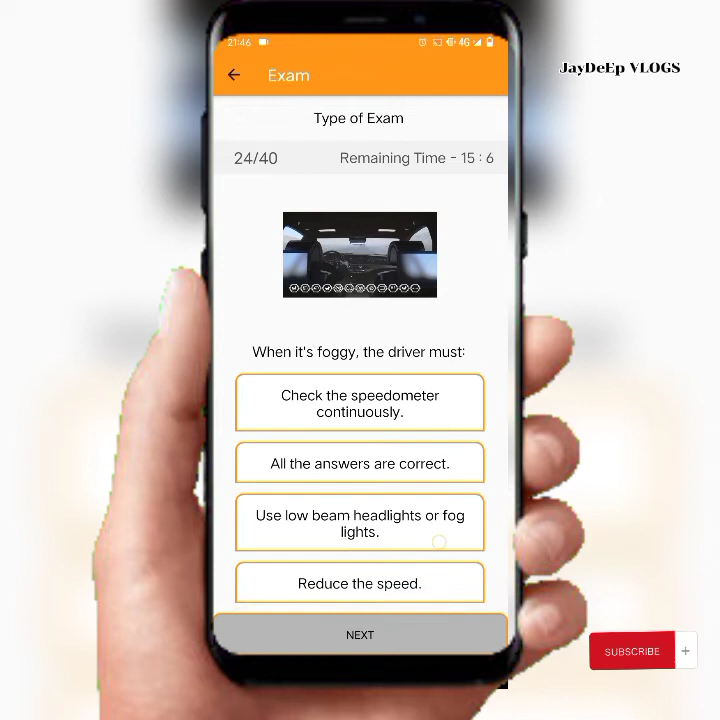 21:46
4G
JayDeEp VLOGS
Exam
Type of Exam
24/40
Remaining Time - 15 : 6
When it's foggy, the driver must:
Check the speedometer
continuously.
All the answers are correct.
Use low beam headlights or fog
lights.
Reduce the speed.
NEXT
SUBSCRIBE +